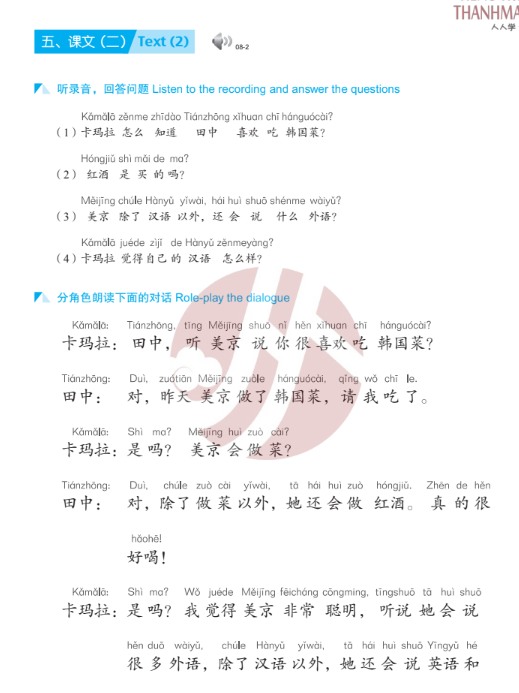 THANHMA
人人学
五、课文（二） Text (2) 08-2
听录音，回答问题 Listen to the recording and answer the questions
Kǎmǎlā zěnme zhīdào Tiánzhōng xǐhuan chī hánguócài?
（1）卡玛拉 怎么 知道 田中 喜欢 吃 韩国菜？
Hóngjiǔ shì mǎi de ma?
（2）红酒 是 买 的 吗？
Měijīng chúle Hànyǔ yǐwài, hái huì shuō shénme wàiyǔ?
（3）美京 除了 汉语 以外，还 会 说 什么 外语？
Kǎmǎlā juéde zìjǐ de Hànyǔ zěnmeyàng?
（4）卡玛拉 觉得 自己 的 汉语 怎么样？
分角色朗读下面的对话 Role-play the dialogue
Kǎmǎlā: Tiánzhōng, tīng Měijīng shuō nǐ hěn xǐhuan chī hánguócài?
卡玛拉：田中，听 美京 说 你 很 喜欢 吃 韩国菜？
Tiánzhōng: Duì, zuótiān Měijīng zuòle hánguócài, qǐng wǒ chī le.
田中： 对，昨天 美京 做了 韩国菜，请 我 吃 了。
Kǎmǎlā: Shì ma? Měijīng huì zuò cài?
卡玛拉：是 吗？ 美京 会 做 菜？
Tiánzhōng: Duì, chúle zuò cài yǐwài, tā hái huì zuò hóngjiǔ. Zhēn de hěn
田中： 对，除了 做 菜 以外，她 还 会 做 红酒。 真 的 很
hǎohē!
好喝！
Kǎmǎlā: Shì ma? Wǒ juéde Měijīng fēicháng cōngming, tīngshuō tā huì shuō
卡玛拉：是 吗？ 我 觉得 美京 非常 聪明， 听说 她 会 说
hěn duō wàiyǔ, chúle Hànyǔ yǐwài, tā hái huì shuō Yīngyǔ hé
很 多 外语，除了 汉语 以外，她 还 会 说 英语 和